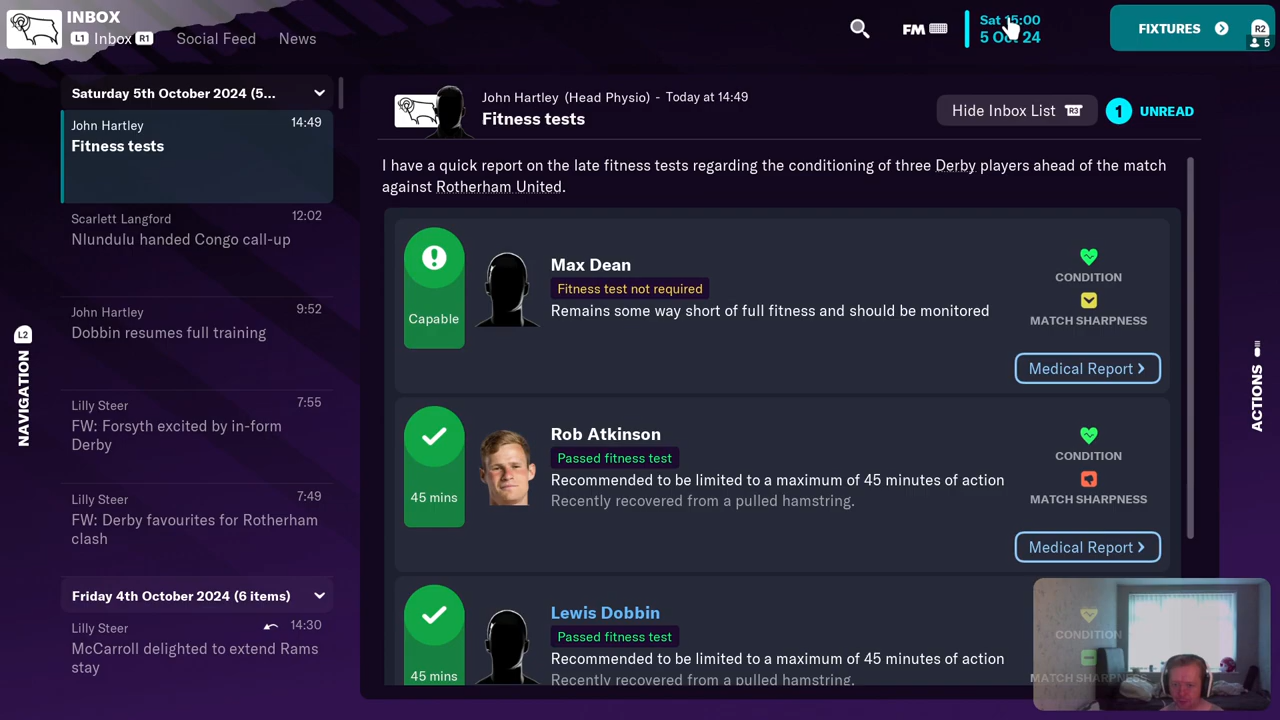 INBOX
L1 Inbox R1 Social Feed News
FM
Sat 15:00
5 Oct 24
FIXTURES
R2
5
Saturday 5th October 2024 (5...
John Hartley 14:49
Fitness tests
Scarlett Langford 12:02
Nlundulu handed Congo call-up
John Hartley 9:52
Dobbin resumes full training
Lilly Steer 7:55
FW: Forsyth excited by in-form
Derby
Lilly Steer 7:49
FW: Derby favourites for Rotherham
clash
Friday 4th October 2024 (6 items)
Lilly Steer 14:30
McCarroll delighted to extend Rams
stay
L2
NAVIGATION
John Hartley (Head Physio) - Today at 14:49
Fitness tests
Hide Inbox List R3
1 UNREAD
I have a quick report on the late fitness tests regarding the conditioning of three Derby players ahead of the match
against Rotherham United.
Capable
Max Dean
Fitness test not required
Remains some way short of full fitness and should be monitored
CONDITION
MATCH SHARPNESS
Medical Report
45 mins
Rob Atkinson
Passed fitness test
Recommended to be limited to a maximum of 45 minutes of action
Recently recovered from a pulled hamstring.
CONDITION
MATCH SHARPNESS
Medical Report
45 mins
Lewis Dobbin
Passed fitness test
Recommended to be limited to a maximum of 45 minutes of action
Recently recovered from a pulled hamstring.
CONDITION
MATCH SHARPNESS
ACTIONS